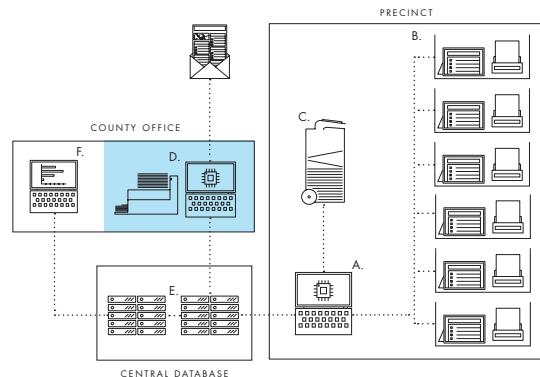 PRECINCT
B.
C.
COUNTY OFFICE
F.
D.
A.
E.
CENTRAL DATABASE